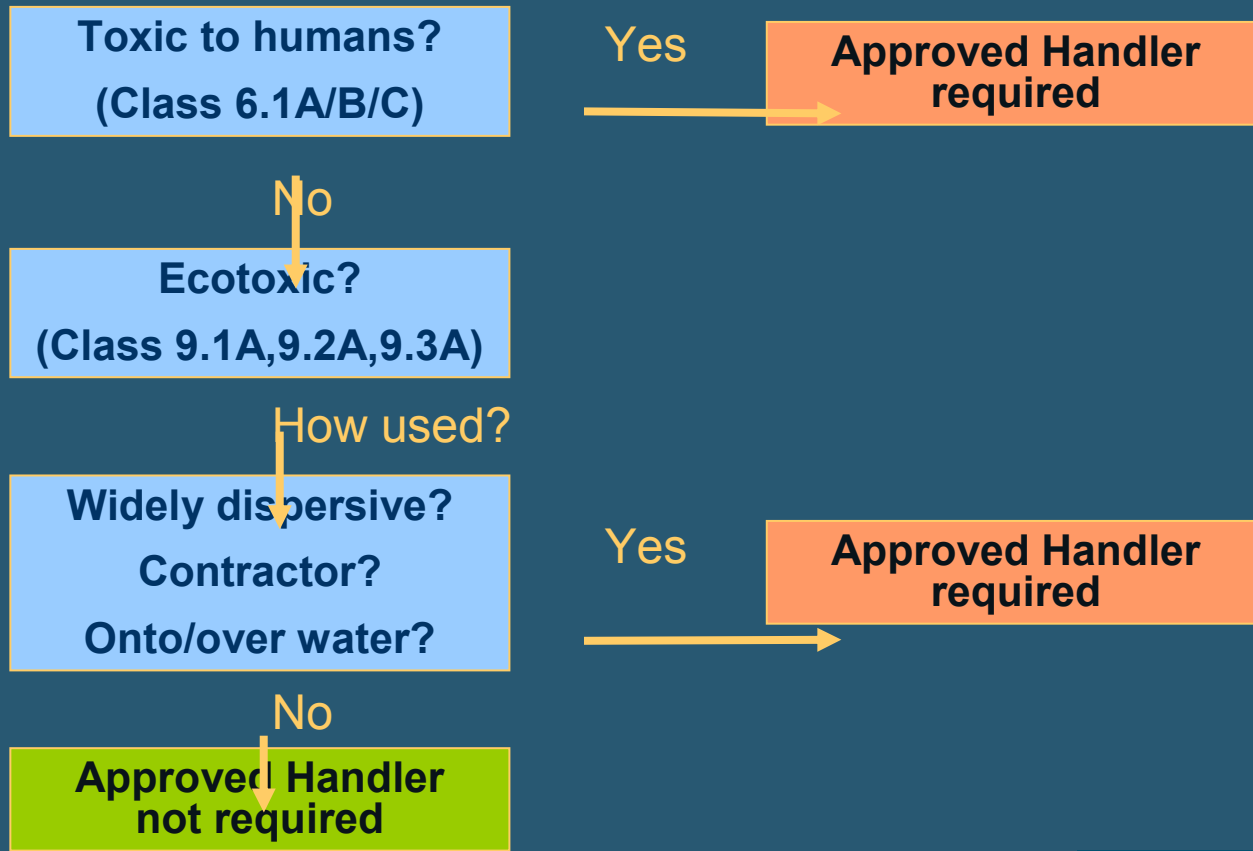 Toxic to humans?
(Class 6.1A/B/C)
Yes
Approved Handler
required
No
Ecotoxic?
(Class 9.1A,9.2A,9.3A)
How used?
Widely dispersive?
Contractor?
Onto/over water?
Yes
Approved Handler
required
No
Approved Handler
not required